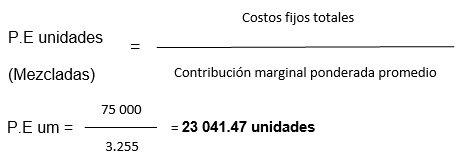 Costos fijos totales
P.E unidades
=
(Mezcladas)
Contribución marginal ponderada promedio
75 000
P.E um =
= 23 041.47 unidades
3.255